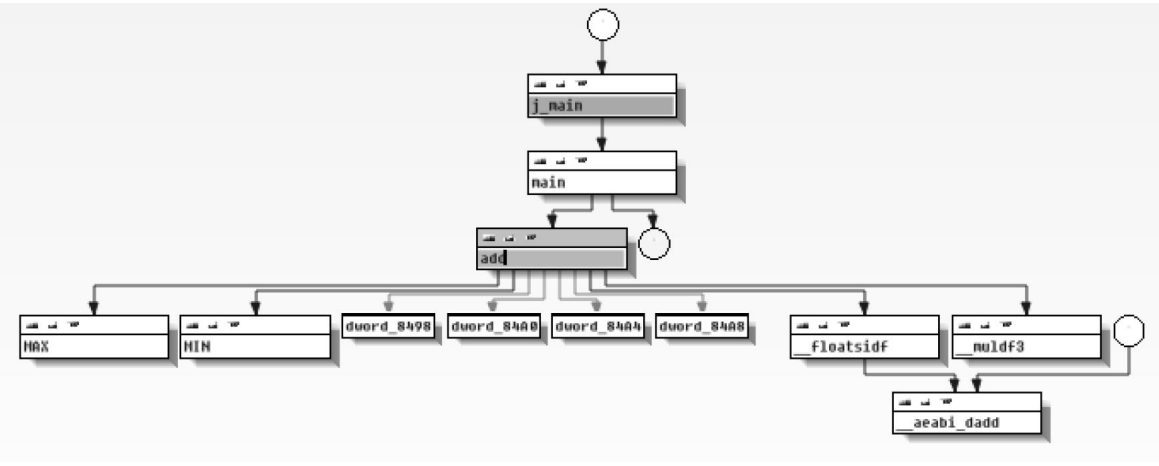 j_main
main
add
MAX
MIN
dword_8498
dword_84A0
dword_84A4
dword_84A8
__floatsidf
__muldf3
__aeabi_dadd